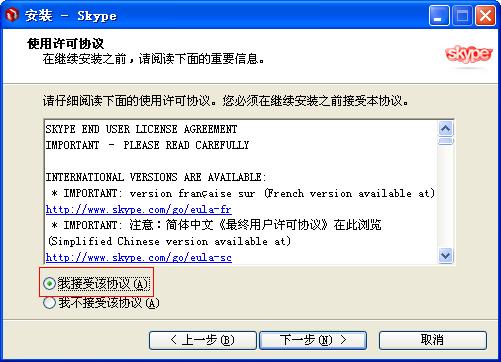 安装 - Skype
使用许可协议
在继续安装之前，请阅读下面的重要信息。
skype
请仔细阅读下面的使用许可协议。您必须在继续安装之前接受本协议。
SKYPE END USER LICENSE AGREEMENT
IMPORTANT – PLEASE READ CAREFULLY
INTERNATIONAL VERSIONS ARE AVAILABLE:
* IMPORTANT: version française sur (French version available at)
http://www.skype.com/go/eula-fr
* IMPORTANT: 注意：简体中文《最终用户许可协议》在此浏览
(Simplified Chinese version available at)
http://www.skype.com/go/eula-sc
我接受该协议(A)
我不接受该协议(A)
< 上一步(B)
下一步(N) >
取消